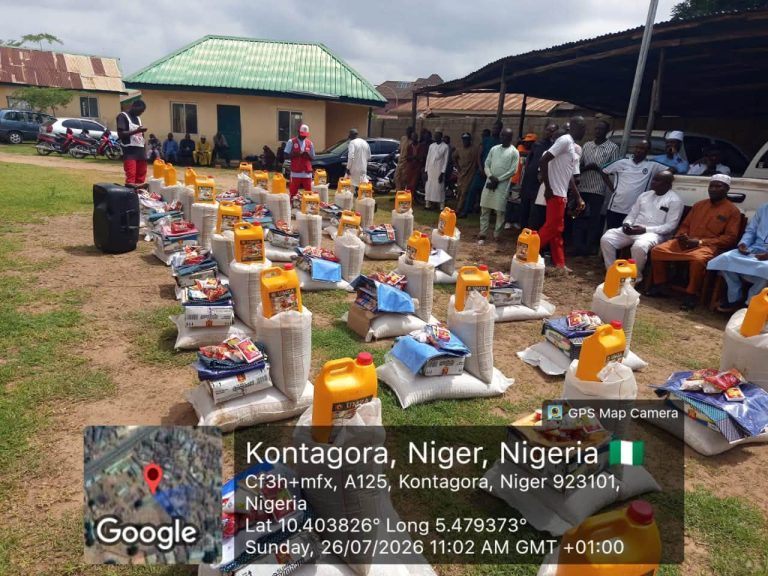 GPS Map Camera
Kontagora, Niger, Nigeria
Cf3h+mfx, A125, Kontagora, Niger 923101,
Nigeria
Lat 10.403826° Long 5.479373°
Sunday, 26/07/2026 11:02 AM GMT +01:00
Google